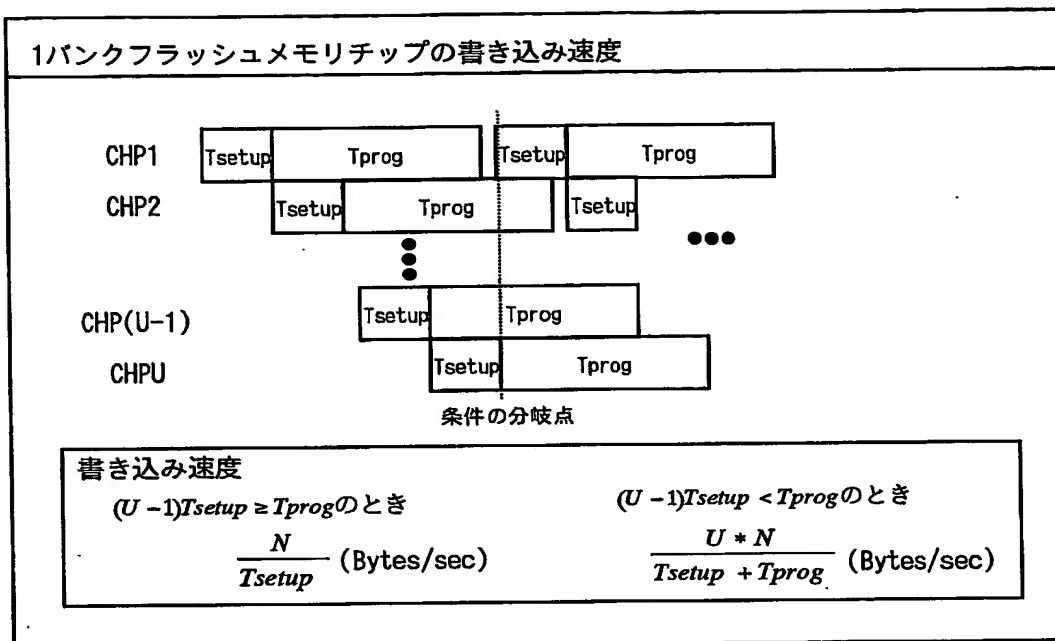 1バンクフラッシュメモリチップの書き込み速度
CHP1 Tsetup Tprog Tsetup Tprog
CHP2 Tsetup Tprog Tsetup
CHP(U-1) Tsetup Tprog
CHPU Tsetup Tprog
条件の分岐点
書き込み速度
(U-1)Tsetup ≥ Tprogのとき (U-1)Tsetup < Tprogのとき
N / Tsetup (Bytes/sec) U * N / Tsetup + Tprog (Bytes/sec)